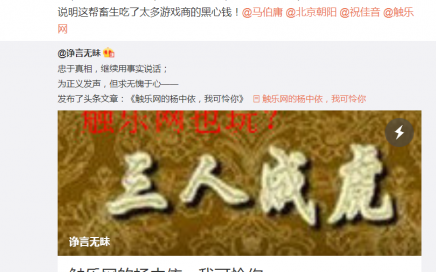 说明这帮畜生吃了太多游戏商的黑心钱！@马伯庸 @北京朝阳 @祝佳音 @触乐
网
@诤言无昧
忠于真相，继续用事实说话；
为正义发声，但求无愧于心——
发布了头条文章：《触乐网的杨中依，我可怜你》 触乐网的杨中依，我可怜你
触乐网也玩？
三人成虎
诤言无昧
触乐网的杨中依，我可怜你